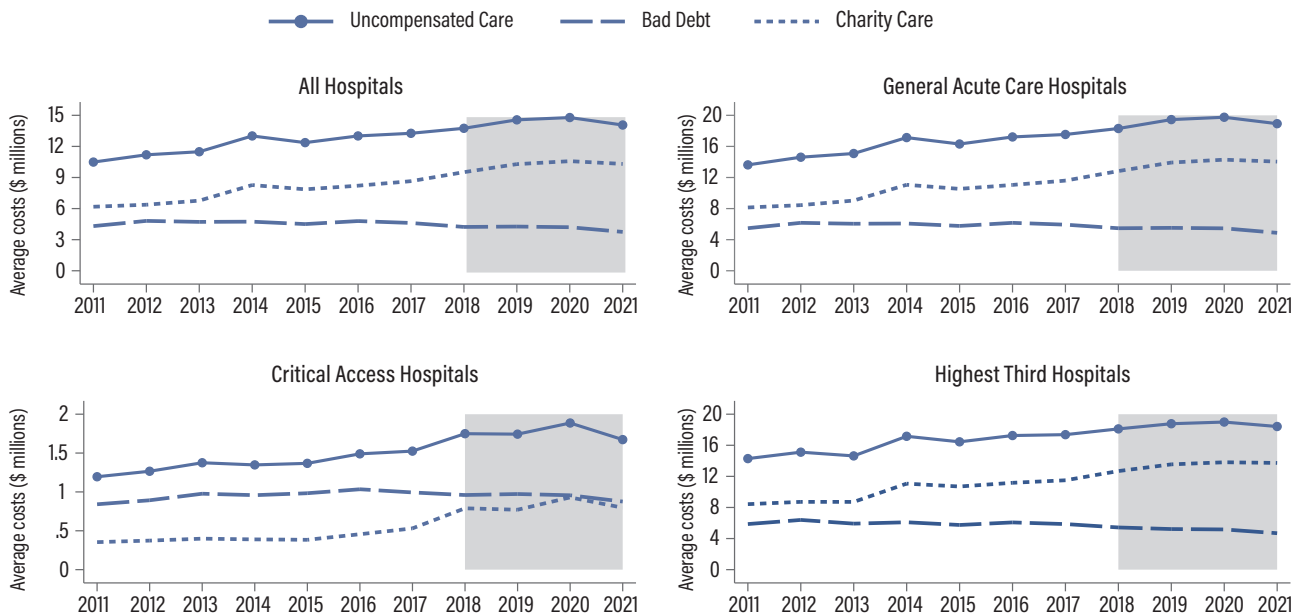 Uncompensated Care Bad Debt Charity Care
All Hospitals
Average costs ($ millions)
15
12
9
6
3
0
2011 2012 2013 2014 2015 2016 2017 2018 2019 2020 2021
General Acute Care Hospitals
Average costs ($ millions)
20
16
12
8
4
0
2011 2012 2013 2014 2015 2016 2017 2018 2019 2020 2021
Critical Access Hospitals
Average costs ($ millions)
2
1.5
1
.5
0
2011 2012 2013 2014 2015 2016 2017 2018 2019 2020 2021
Highest Third Hospitals
Average costs ($ millions)
20
16
12
8
4
0
2011 2012 2013 2014 2015 2016 2017 2018 2019 2020 2021